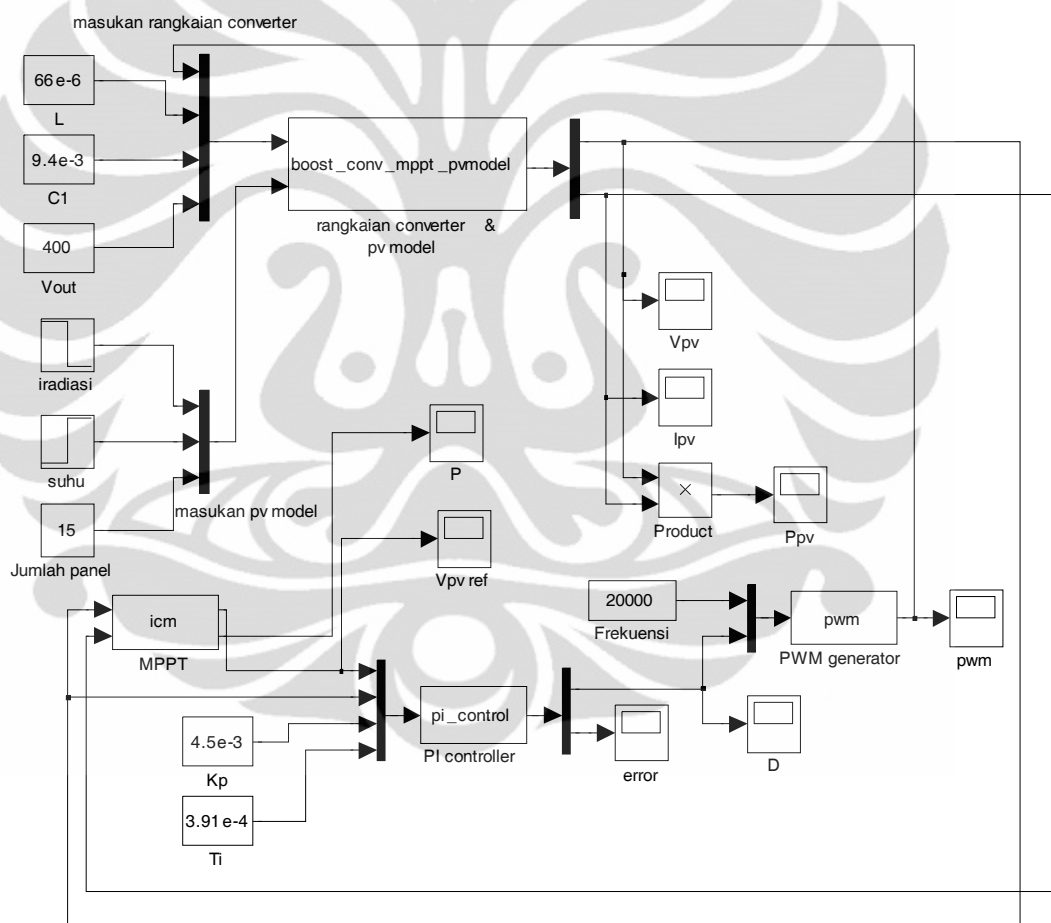 masukan rangkaian converter
66e-6
L
9.4e-3
C1
400
Vout
boost_conv_mppt_pvmodel
rangkaian converter &
pv model
iradiasi
suhu
15
Jumlah panel
masukan pv model
Vpv
Ipv
×
Product
Ppv
P
Vpv ref
icm
MPPT
20000
Frekuensi
pwm
PWM generator
pwm
4.5e-3
Kp
3.91e-4
Ti
pi_control
PI controller
error
D